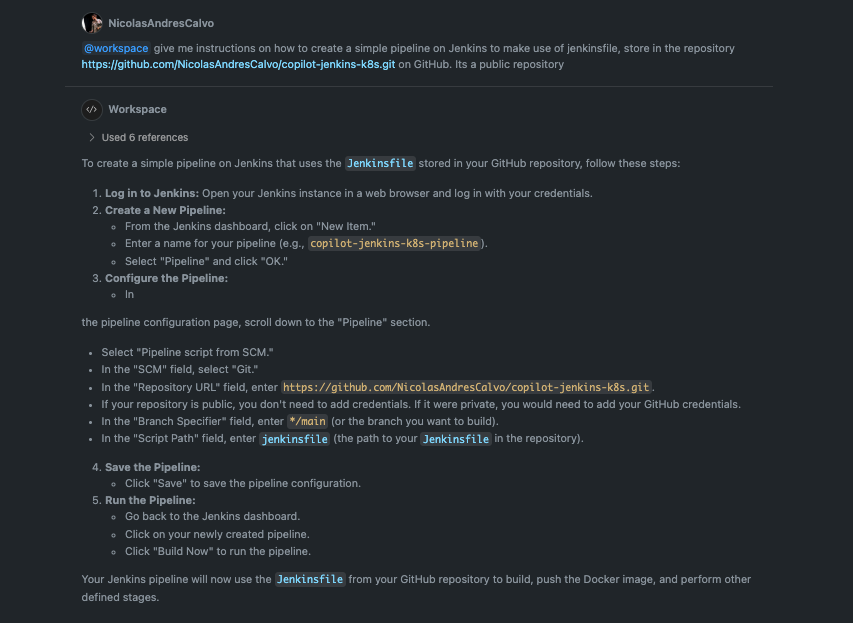 NicolasAndresCalvo
@workspace give me instructions on how to create a simple pipeline on Jenkins to make use of jenkinsfile, store in the repository
https://github.com/NicolasAndresCalvo/copilot-jenkins-k8s.git on GitHub. Its a public repository
Workspace
Used 6 references
To create a simple pipeline on Jenkins that uses the Jenkinsfile stored in your GitHub repository, follow these steps:
1. Log in to Jenkins: Open your Jenkins instance in a web browser and log in with your credentials.
2. Create a New Pipeline:
From the Jenkins dashboard, click on "New Item."
Enter a name for your pipeline (e.g., copilot-jenkins-k8s-pipeline).
Select "Pipeline" and click "OK."
3. Configure the Pipeline:
In
the pipeline configuration page, scroll down to the "Pipeline" section.
Select "Pipeline script from SCM."
In the "SCM" field, select "Git."
In the "Repository URL" field, enter https://github.com/NicolasAndresCalvo/copilot-jenkins-k8s.git.
If your repository is public, you don't need to add credentials. If it were private, you would need to add your GitHub credentials.
In the "Branch Specifier" field, enter */main (or the branch you want to build).
In the "Script Path" field, enter jenkinsfile (the path to your Jenkinsfile in the repository).
4. Save the Pipeline:
Click "Save" to save the pipeline configuration.
5. Run the Pipeline:
Go back to the Jenkins dashboard.
Click on your newly created pipeline.
Click "Build Now" to run the pipeline.
Your Jenkins pipeline will now use the Jenkinsfile from your GitHub repository to build, push the Docker image, and perform other
defined stages.